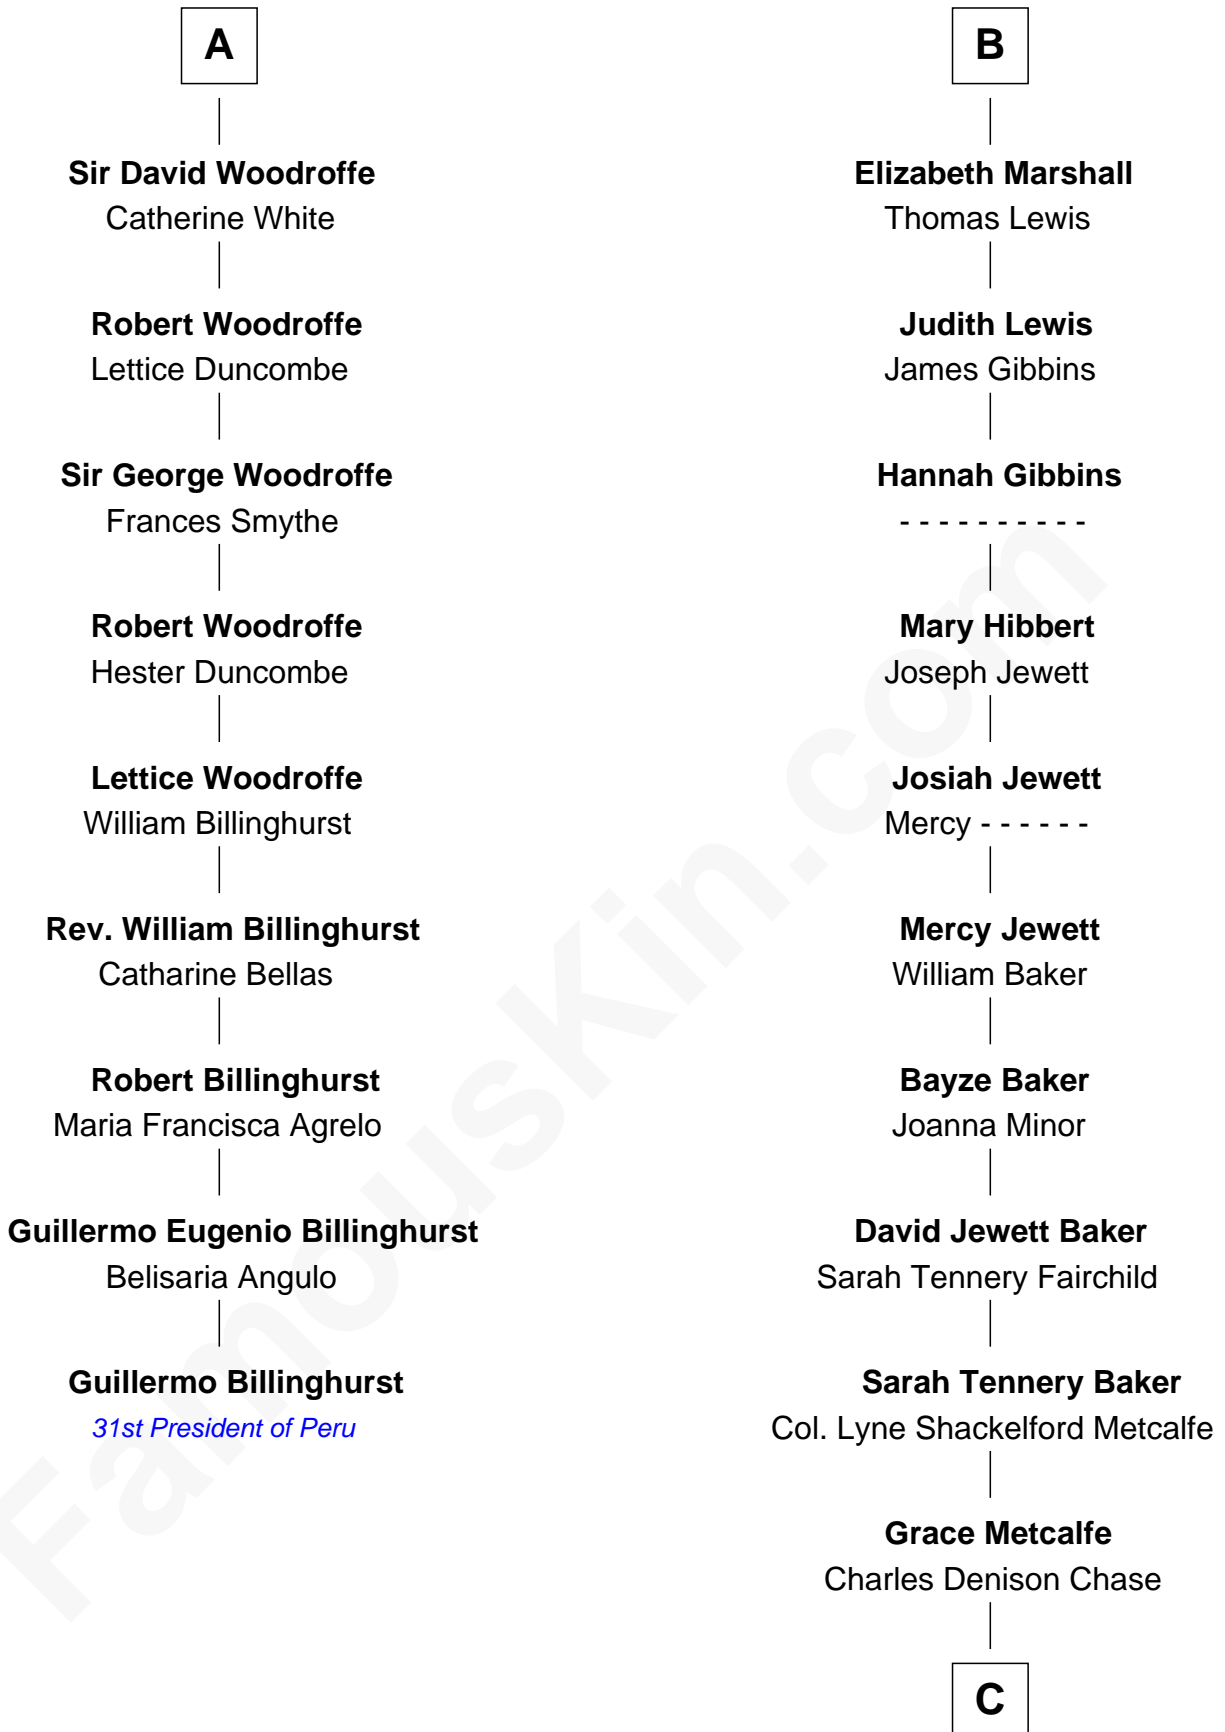 A
Sir David Woodroffe
Catherine White
Robert Woodroffe
Lettice Duncombe
Sir George Woodroffe
Frances Smythe
Robert Woodroffe
Hester Duncombe
Lettice Woodroffe
William Billinghurst
Rev. William Billinghurst
Catharine Bellas
Robert Billinghurst
Maria Francisca Agrelo
Guillermo Eugenio Billinghurst
Belisaria Angulo
Guillermo Billinghurst
31st President of Peru
B
Elizabeth Marshall
Thomas Lewis
Judith Lewis
James Gibbins
Hannah Gibbins
- - - - - - - - - -
Mary Hibbert
Joseph Jewett
Josiah Jewett
Mercy - - - - - -
Mercy Jewett
William Baker
Bayze Baker
Joanna Minor
David Jewett Baker
Sarah Tennery Fairchild
Sarah Tennery Baker
Col. Lyne Shackelford Metcalfe
Grace Metcalfe
Charles Denison Chase
C
FamousKin.com